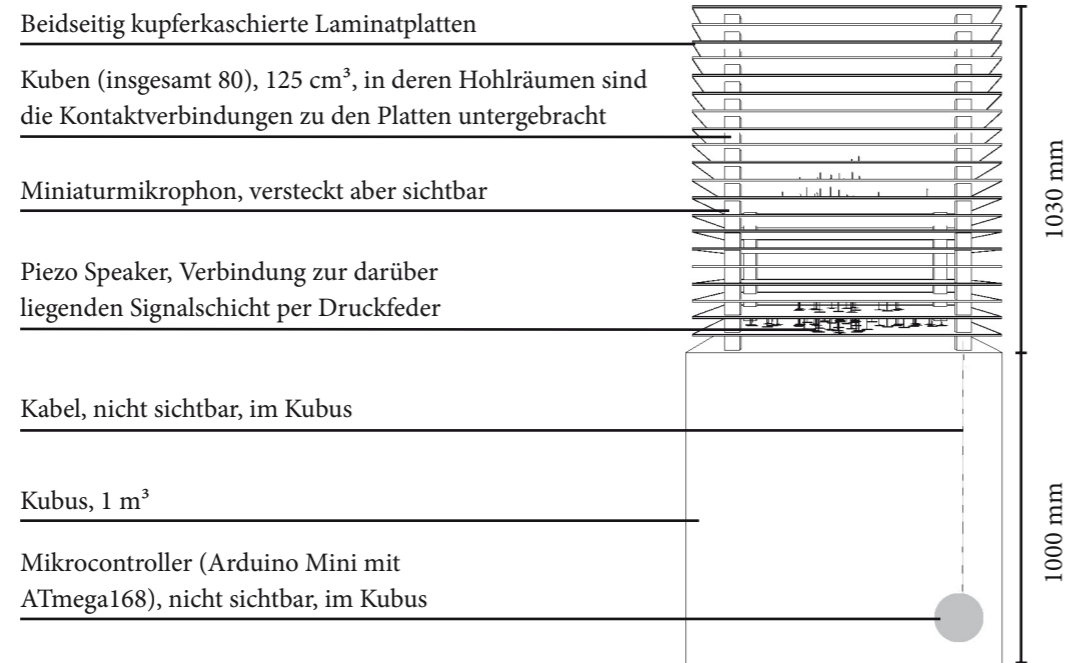 Beidseitig kupferkaschierte Laminatplatten
Kuben (insgesamt 80), 125 cm³, in deren Hohlräumen sind
die Kontaktverbindungen zu den Platten untergebracht
Miniaturmikrophon, versteckt aber sichtbar
Piezo Speaker, Verbindung zur darüber
liegenden Signalschicht per Druckfeder
Kabel, nicht sichtbar, im Kubus
Kubus, 1 m³
Mikrocontroller (Arduino Mini mit
ATmega168), nicht sichtbar, im Kubus
1030 mm
1000 mm